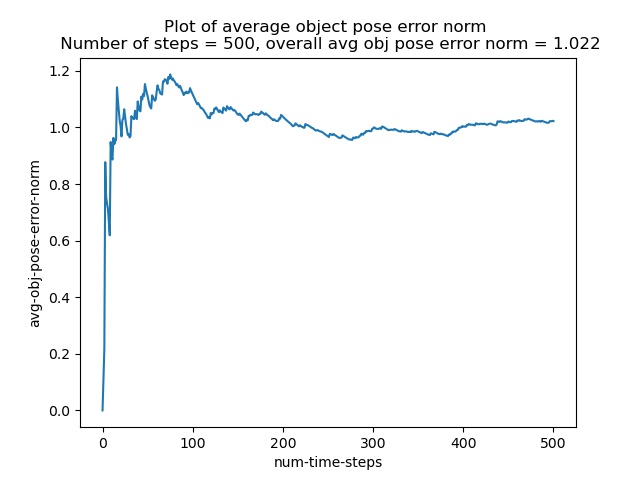 Plot of average object pose error norm
Number of steps = 500, overall avg obj pose error norm = 1.022
1.2
1.0
0.8
0.6
0.4
0.2
0.0
avg-obj-pose-error-norm
0 100 200 300 400 500
num-time-steps